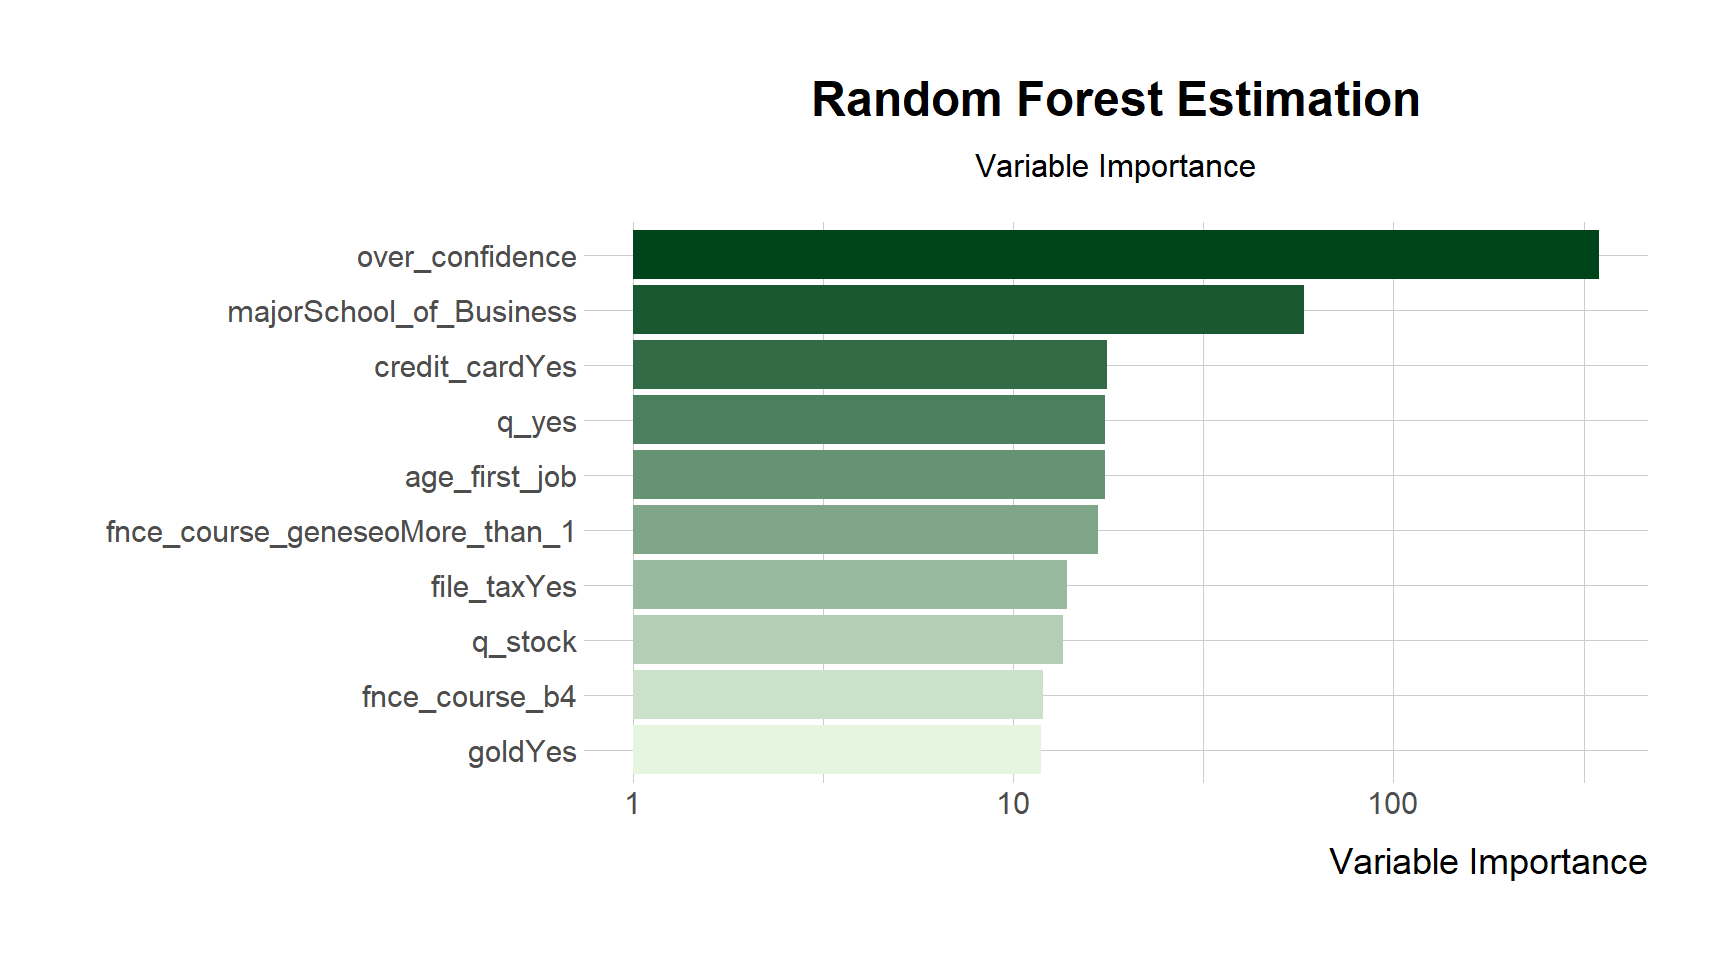 Random Forest Estimation
Variable Importance
over_confidence
majorSchool_of_Business
credit_cardYes
q_yes
age_first_job
fnce_course_geneseoMore_than_1
file_taxYes
q_stock
fnce_course_b4
goldYes
1 10 100
Variable Importance